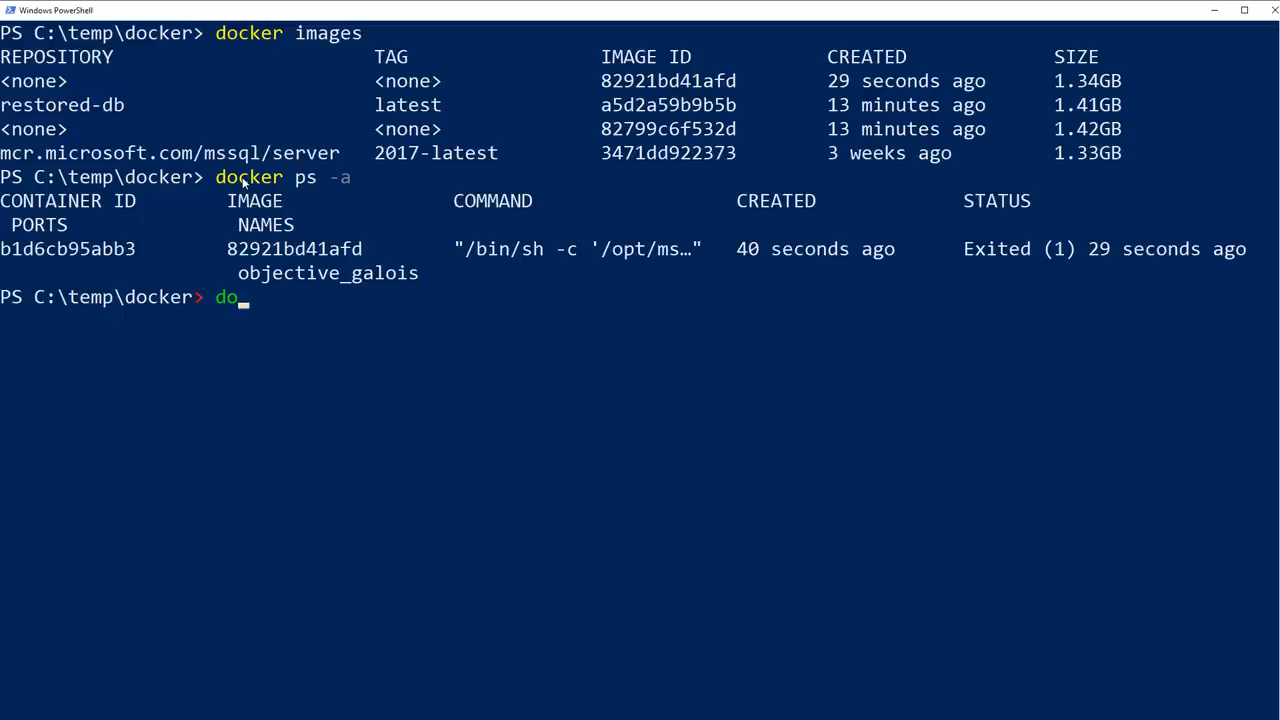 Windows PowerShell
PS C:\temp\docker> docker images
REPOSITORY TAG IMAGE ID CREATED SIZE
<none> <none> 82921bd41afd 29 seconds ago 1.34GB
restored-db latest a5d2a59b9b5b 13 minutes ago 1.41GB
<none> <none> 82799c6f532d 13 minutes ago 1.42GB
mcr.microsoft.com/mssql/server 2017-latest 3471dd922373 3 weeks ago 1.33GB
PS C:\temp\docker> docker ps -a
CONTAINER ID IMAGE COMMAND CREATED STATUS
PORTS NAMES
b1d6cb95abb3 82921bd41afd "/bin/sh -c '/opt/ms…" 40 seconds ago Exited (1) 29 seconds ago
objective_galois
PS C:\temp\docker> do